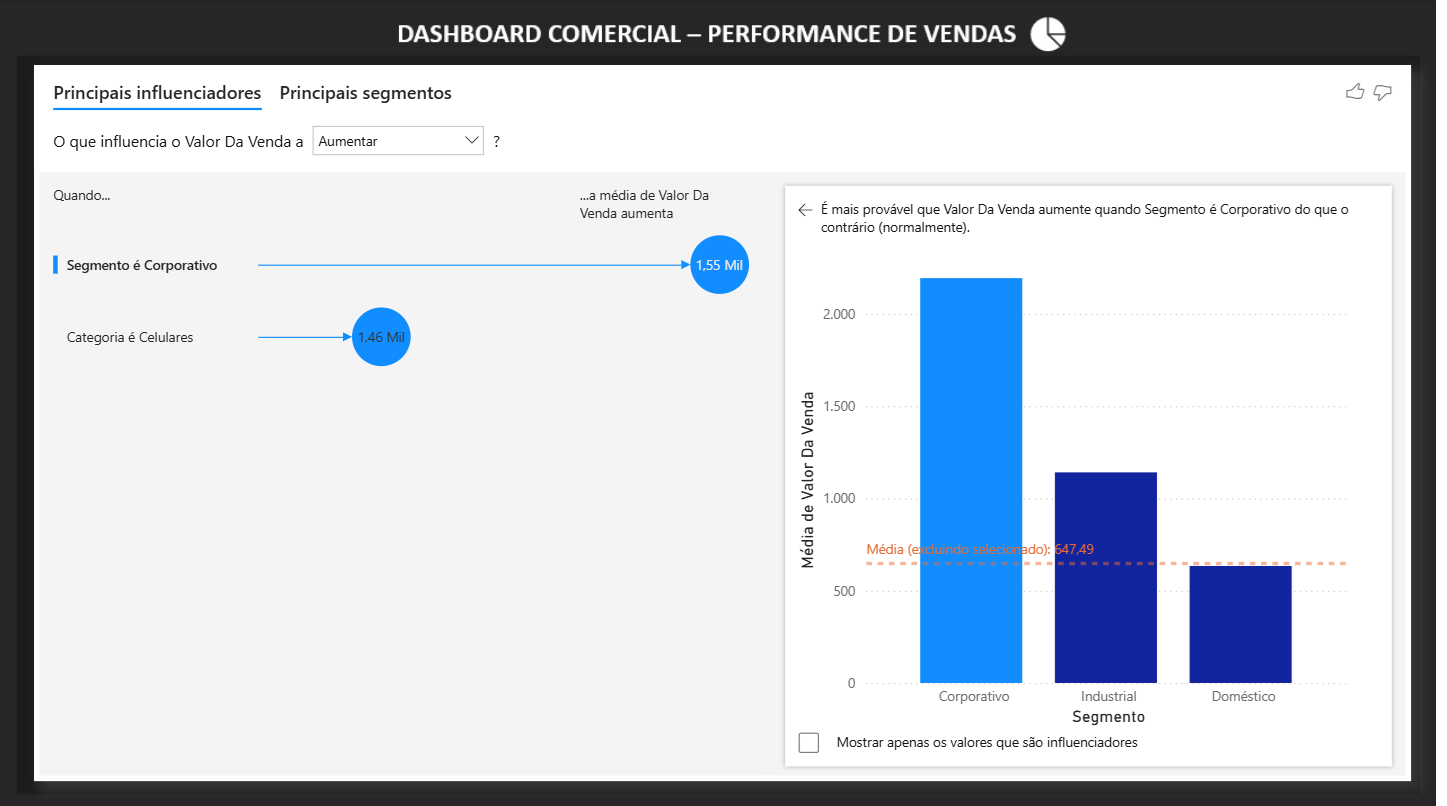 DASHBOARD COMERCIAL – PERFORMANCE DE VENDAS
Principais influenciadores
Principais segmentos
O que influencia o Valor Da Venda a
Aumentar
?
Quando...
...a média de Valor Da
Venda aumenta
Segmento é Corporativo
1,55 Mil
Categoria é Celulares
1,46 Mil
É mais provável que Valor Da Venda aumente quando Segmento é Corporativo do que o
contrário (normalmente).
Média de Valor Da Venda
2.000
1.500
1.000
500
0
Média (excluindo selecionado): 647,49
Corporativo
Industrial
Doméstico
Segmento
Mostrar apenas os valores que são influenciadores